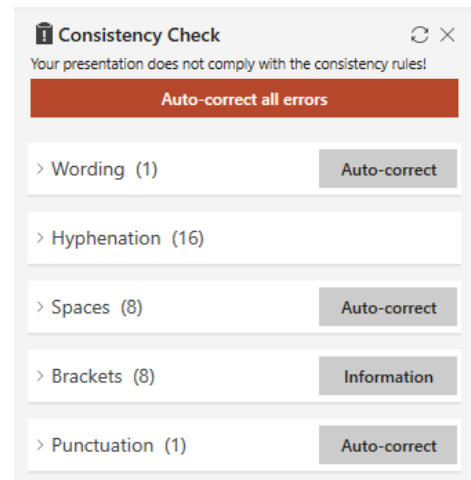 Consistency Check
Your presentation does not comply with the consistency rules!
Auto-correct all errors
Wording (1) Auto-correct
Hyphenation (16)
Spaces (8) Auto-correct
Brackets (8) Information
Punctuation (1) Auto-correct